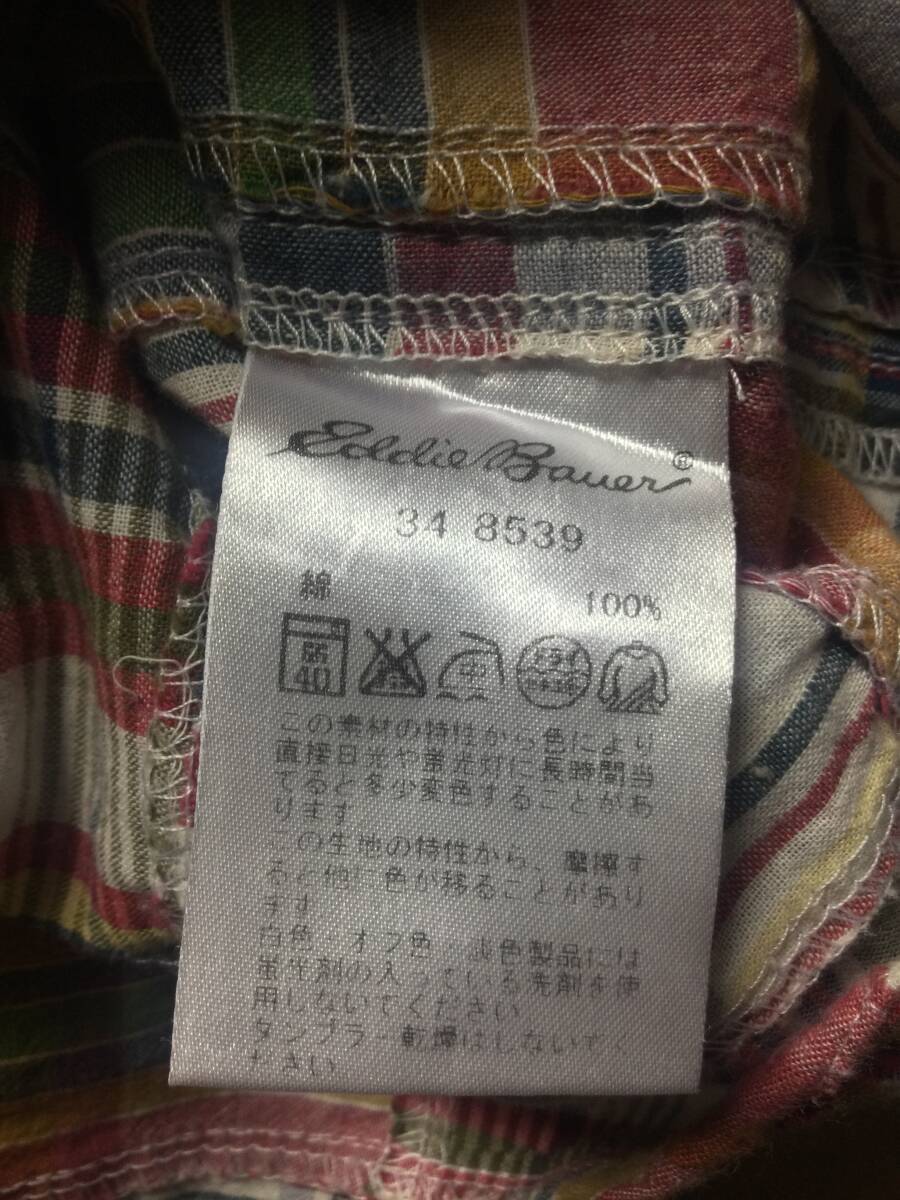 Eddie Bauer®
34 8539
綿 100%
弱
40
中
ドライ
この素材の特性から色により
直接日光や蛍光灯に長時間当
てると多少変色することがあ
ります
この生地の特性から、摩擦す
ると他に色が移ることがあり
ます
白色・オフ色・淡色製品には
蛍光剤の入っている洗剤を使
用しないでください
タンブラー乾燥はしないでく
ださい